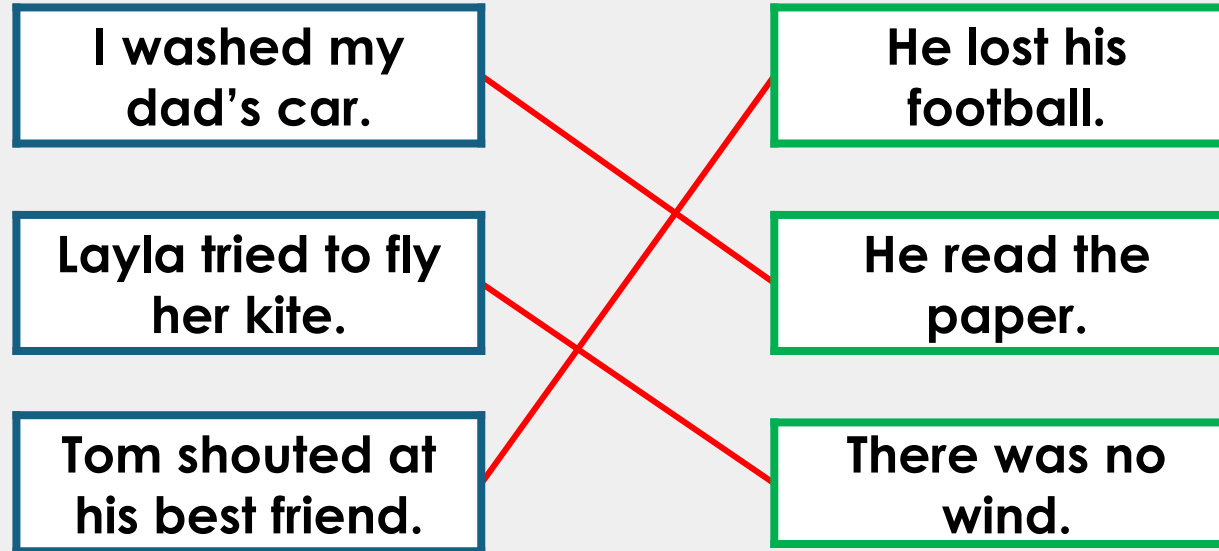 I washed my
dad's car.
He lost his
football.
Layla tried to fly
her kite.
He read the
paper.
Tom shouted at
his best friend.
There was no
wind.